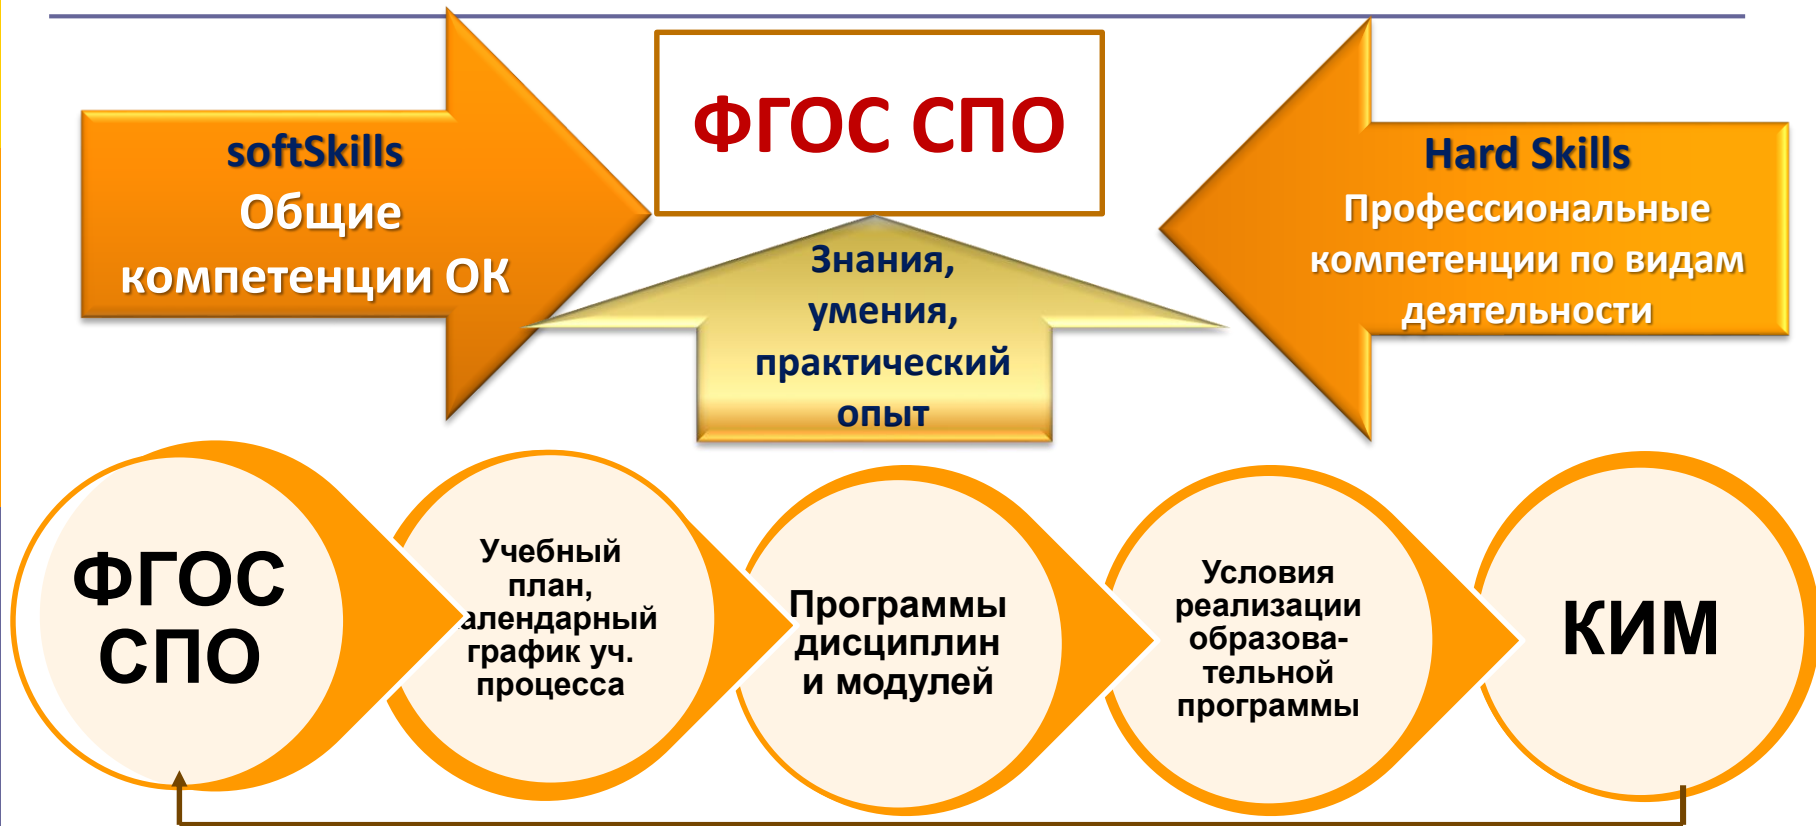 softSkills
Общие
компетенции ОК
ФГОС СПО
Hard Skills
Профессиональные
компетенции по видам
деятельности
Знания,
умения,
практический
опыт
ФГОС
СПО
Учебный
план,
алендарный
график уч.
процесса
Программы
дисциплин
и модулей
Условия
реализации
образова-
тельной
программы
КИМ